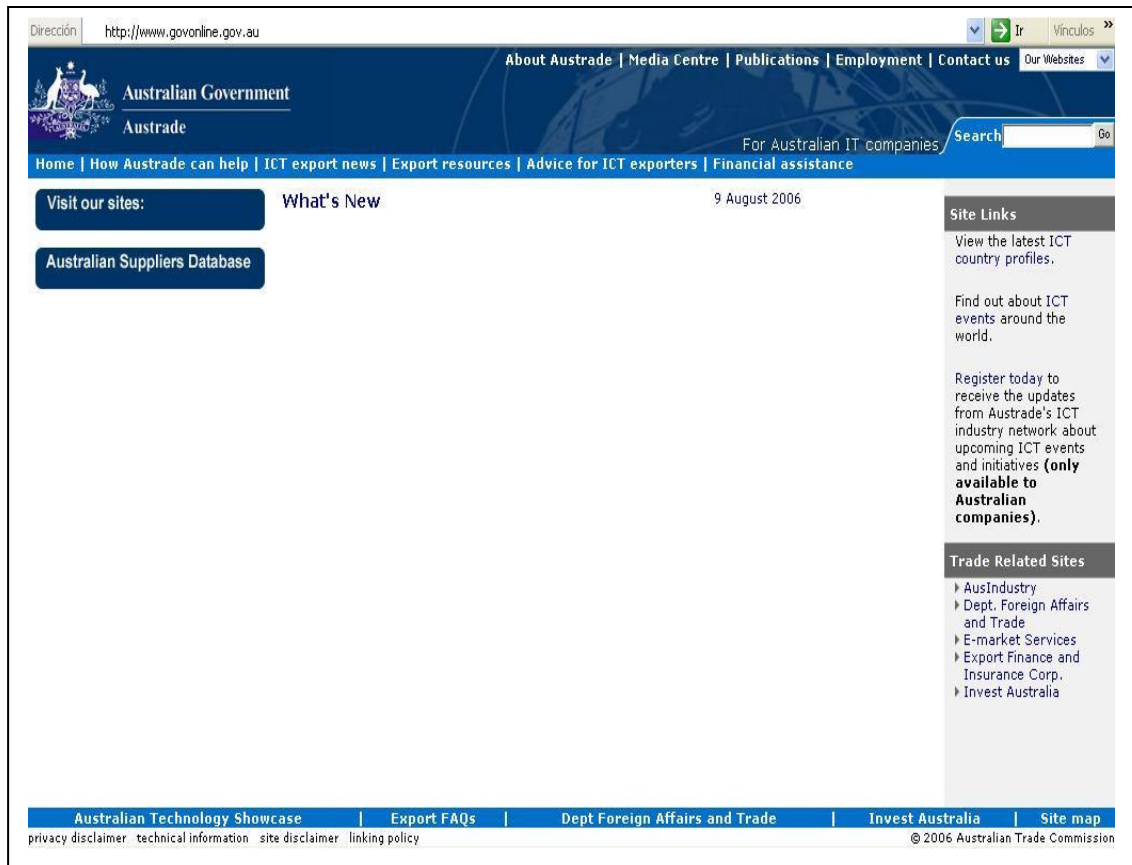 Dirección http://www.govonline.gov.au Ir Vínculos »
About Austrade | Media Centre | Publications | Employment | Contact us Our Websites
Australian Government
Austrade
For Australian IT companies Search Go
Home | How Austrade can help | ICT export news | Export resources | Advice for ICT exporters | Financial assistance
Visit our sites:
Australian Suppliers Database
What's New 9 August 2006
Site Links
View the latest ICT
country profiles.
Find out about ICT
events around the
world.
Register today to
receive the updates
from Austrade's ICT
industry network about
upcoming ICT events
and initiatives (only
available to
Australian
companies).
Trade Related Sites
AusIndustry
Dept. Foreign Affairs
and Trade
E-market Services
Export Finance and
Insurance Corp.
Invest Australia
Australian Technology Showcase | Export FAQs | Dept Foreign Affairs and Trade | Invest Australia | Site map
privacy disclaimer technical information site disclaimer linking policy © 2006 Australian Trade Commission